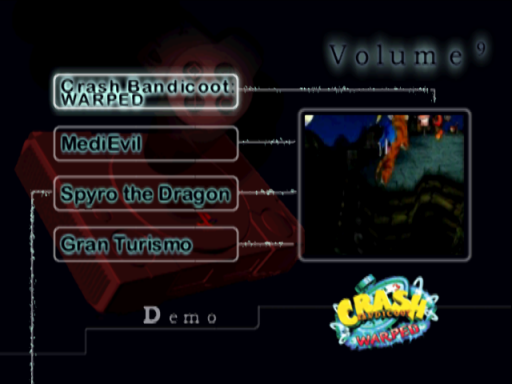 Volume 9
Crash Bandicoot:
WARPED
MediEvil
Spyro the Dragon
Gran Turismo
Demo
CRASH
BANDICOOT
WARPED